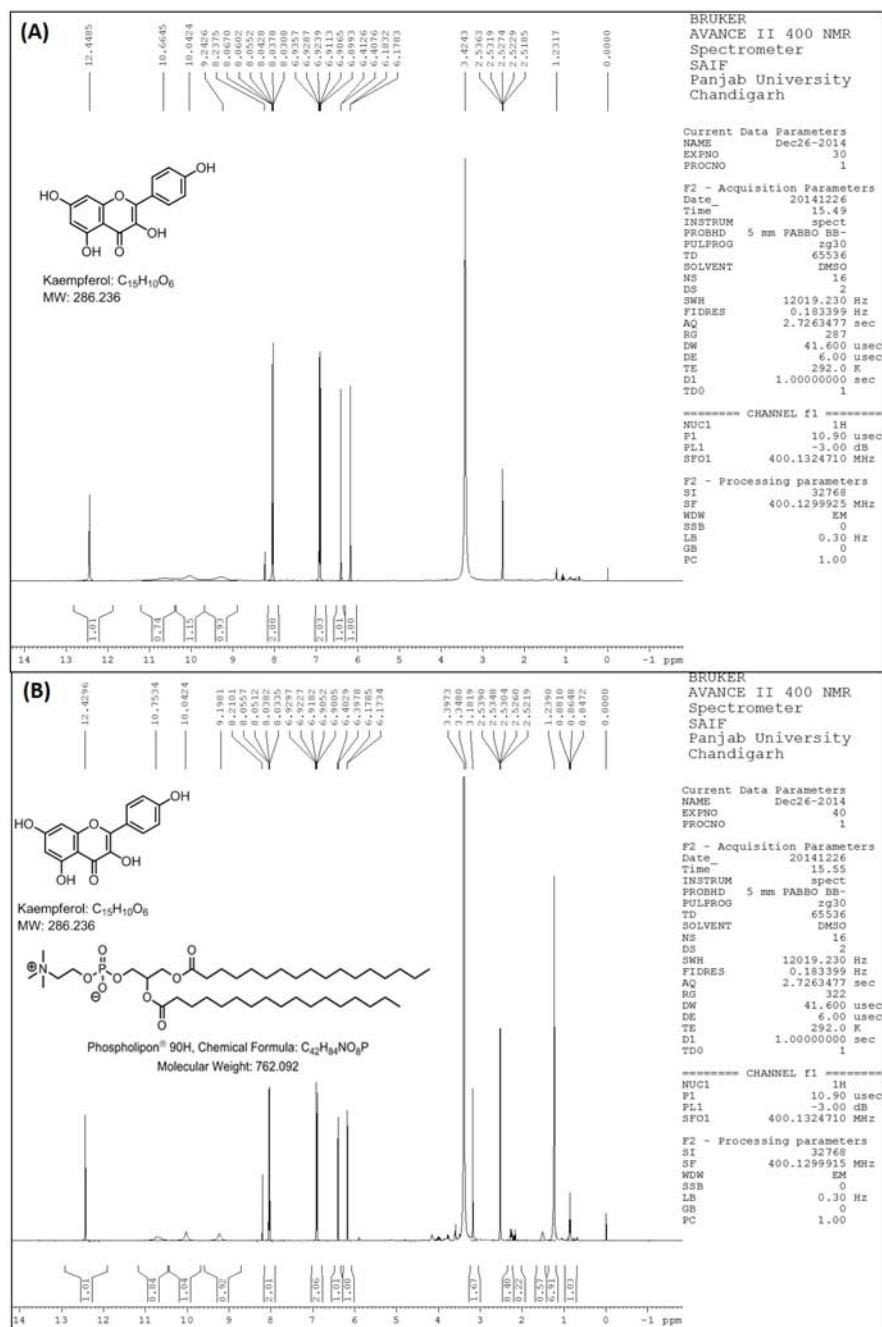 (A)
12.4485
10.6645
10.0424
9.2426
8.2375
8.0670
8.0602
8.0552
8.0428
8.0378
8.0308
6.9357
6.9287
6.9239
6.9113
6.9065
6.8993
6.4126
6.4076
6.1832
6.1783
3.4243
2.5363
2.5319
2.5274
2.5229
2.5185
1.2317
0.0000
BRUKER
AVANCE II 400 NMR
Spectrometer
SAIF
Panjab University
Chandigarh
Current Data Parameters
NAME Dec26-2014
EXPNO 30
PROCNO 1
F2 - Acquisition Parameters
Date_ 20141226
Time 15.49
INSTRUM spect
PROBHD 5 mm PABBO BB-
PULPROG zg30
TD 65536
SOLVENT DMSO
NS 16
DS 2
SWH 12019.230 Hz
FIDRES 0.183399 Hz
AQ 2.7263477 sec
RG 287
DW 41.600 usec
DE 6.00 usec
TE 292.0 K
D1 1.00000000 sec
TD0 1
======== CHANNEL f1 ========
NUC1 1H
P1 10.90 usec
PL1 -3.00 dB
SFO1 400.1324710 MHz
F2 - Processing parameters
SI 32768
SF 400.1299925 MHz
WDW EM
SSB 0
LB 0.30 Hz
GB 0
PC 1.00
OH
HO
O
OH
OH
O
Kaempferol: C15H10O6
MW: 286.236
1.01
0.74
1.15
0.93
2.00
2.03
1.01
1.00
14 13 12 11 10 9 8 7 6 5 4 3 2 1 0 -1 ppm
(B)
12.4296
10.7534
10.0424
9.1981
8.2101
8.0557
8.0512
8.0382
8.0335
6.9297
6.9227
6.9182
6.9052
6.9005
6.4029
6.3978
6.1785
6.1734
3.3973
3.3480
3.1819
2.5390
2.5348
2.5304
2.5260
2.5219
1.2390
0.8810
0.8648
0.8472
0.0000
BRUKER
AVANCE II 400 NMR
Spectrometer
SAIF
Panjab University
Chandigarh
Current Data Parameters
NAME Dec26-2014
EXPNO 40
PROCNO 1
F2 - Acquisition Parameters
Date_ 20141226
Time 15.55
INSTRUM spect
PROBHD 5 mm PABBO BB-
PULPROG zg30
TD 65536
SOLVENT DMSO
NS 16
DS 2
SWH 12019.230 Hz
FIDRES 0.183399 Hz
AQ 2.7263477 sec
RG 322
DW 41.600 usec
DE 6.00 usec
TE 292.0 K
D1 1.00000000 sec
TD0 1
======== CHANNEL f1 ========
NUC1 1H
P1 10.90 usec
PL1 -3.00 dB
SFO1 400.1324710 MHz
F2 - Processing parameters
SI 32768
SF 400.1299915 MHz
WDW EM
SSB 0
LB 0.30 Hz
GB 0
PC 1.00
OH
HO
O
OH
OH
O
Kaempferol: C15H10O6
MW: 286.236
N⊕
O
O
P
O
O⊖
O
O
O
O
Phospholipon® 90H, Chemical Formula: C42H84NO8P
Molecular Weight: 762.092
1.01
0.84
1.04
0.92
2.01
2.06
1.01
1.00
1.67
0.40
0.22
0.57
6.91
1.03
14 13 12 11 10 9 8 7 6 5 4 3 2 1 0 -1 ppm